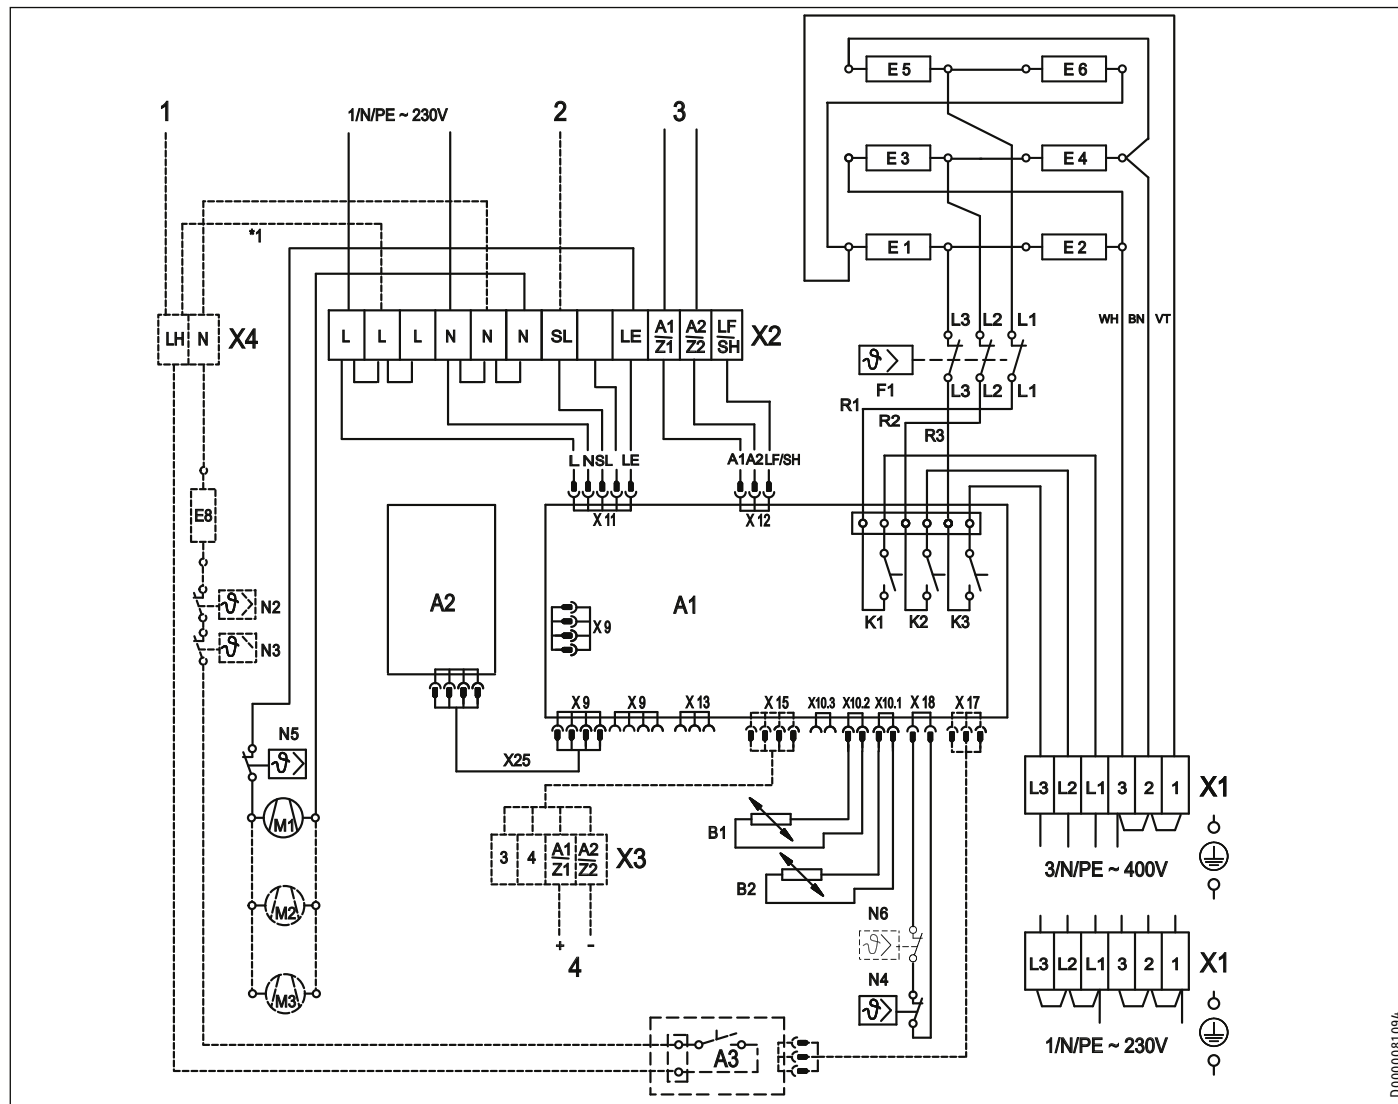 E 5
E 6
1
1/N/PE ~ 230V
2
3
E 3
E 4
*1
E 1
E 2
LH N X4
L L L N N N SL LE A1/Z1 A2/Z2 LF/SH X2
L3 L2 L1
WH BN VT
F1
L3 L2 L1
R1
R2
R3
L N SL LE
A1 A2 LF/SH
X 11
X 12
E8
A2
A1
N2
X 9
K1 K2 K3
N3
X 9 X 9 X 13 X 15 X10.3 X10.2 X10.1 X 18 X 17
N5
X25
L3 L2 L1 3 2 1 X1
M1
B1
3 4 A1/Z1 A2/Z2 X3
3/N/PE ~ 400V
B2
M2
N6
+ -
4
L3 L2 L1 3 2 1 X1
N4
M3
1/N/PE ~ 230V
A3
D0000081094